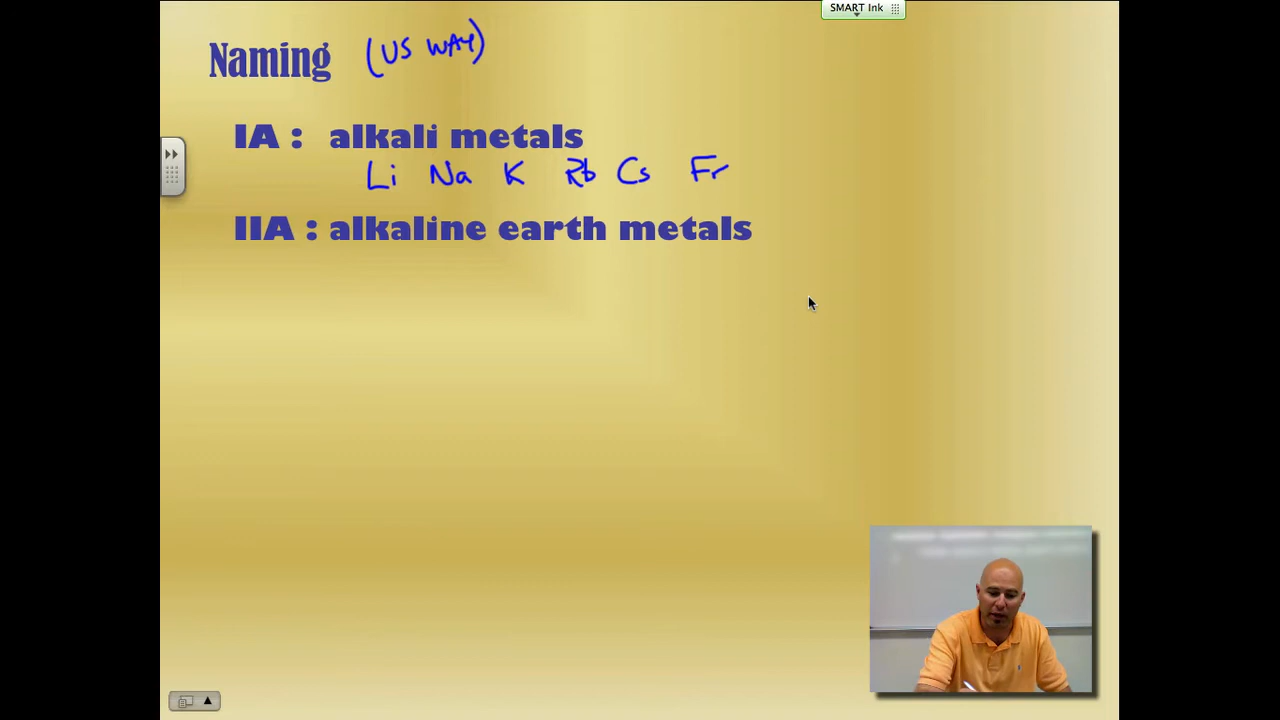 SMART Ink
Naming (US WAY)
IA : alkali metals
Li Na K Rb Cs Fr
IIA : alkaline earth metals